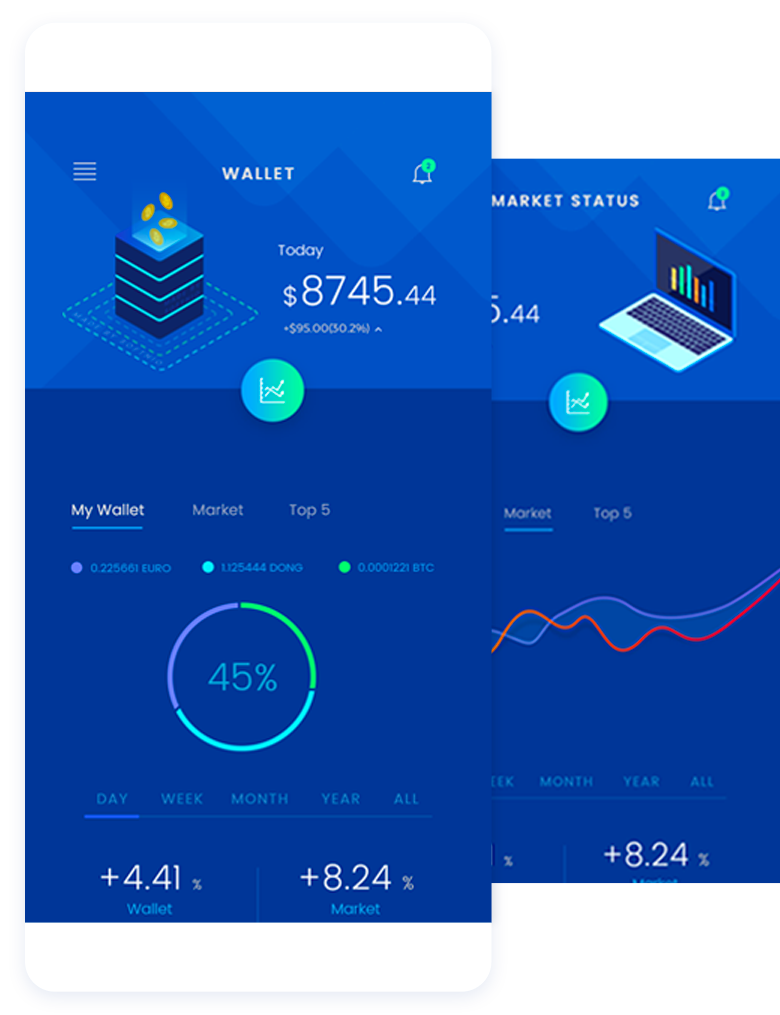 WALLET
2
Today
$8745.44
+$95.00(30.2%)
My Wallet Market Top 5
0.225661 EURO 1.125444 DONG 0.0001221 BTC
45%
DAY WEEK MONTH YEAR ALL
+4.41 % +8.24 %
Wallet Market
MARKET STATUS
5.44
Market Top 5
EEK MONTH YEAR ALL
% +8.24 %
Market